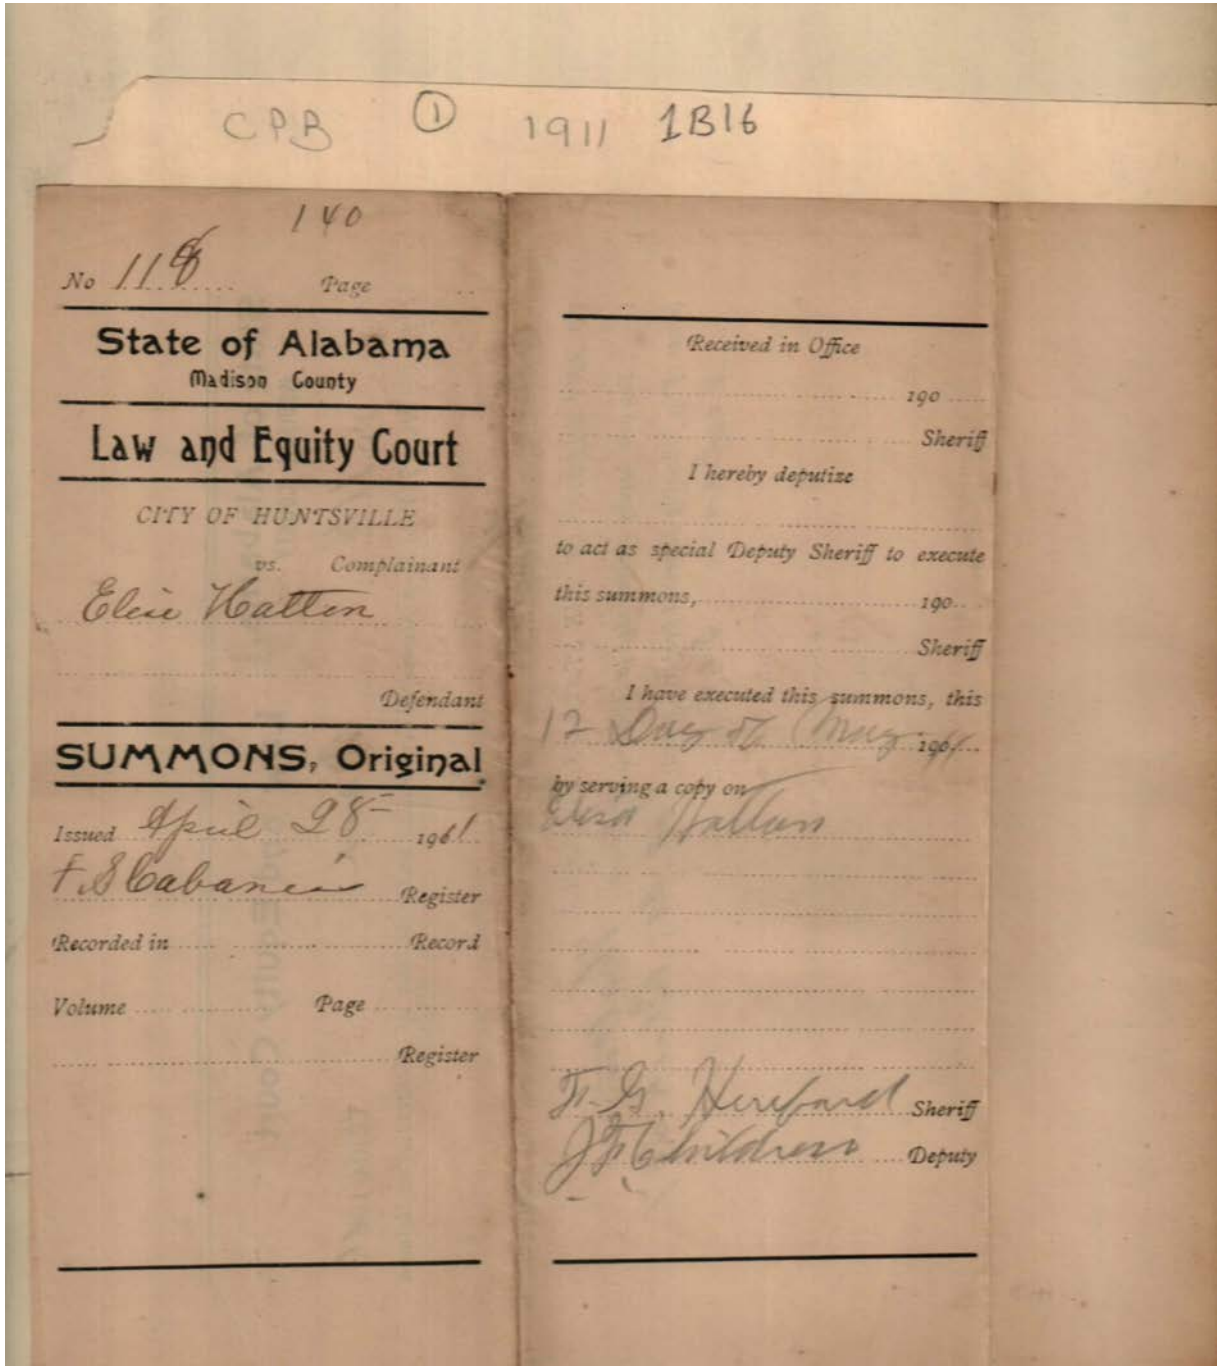 CPB ① 1911 1B16
140
No 118 Page
State of Alabama
Madison County
Law and Equity Court
CITY OF HUNTSVILLE
vs. Complainant
Elise Hatten
Defendant
SUMMONS, Original
Issued April 28 1911
F. S. Cabaniss Register
Recorded in Record
Volume Page
Register
Received in Office
190
Sheriff
I hereby deputize
to act as special Deputy Sheriff to execute
this summons, 190
Sheriff
I have executed this summons, this
12 Day of May 1911
by serving a copy on
Hatten
F. G. Hereford Sheriff
J F Childress Deputy